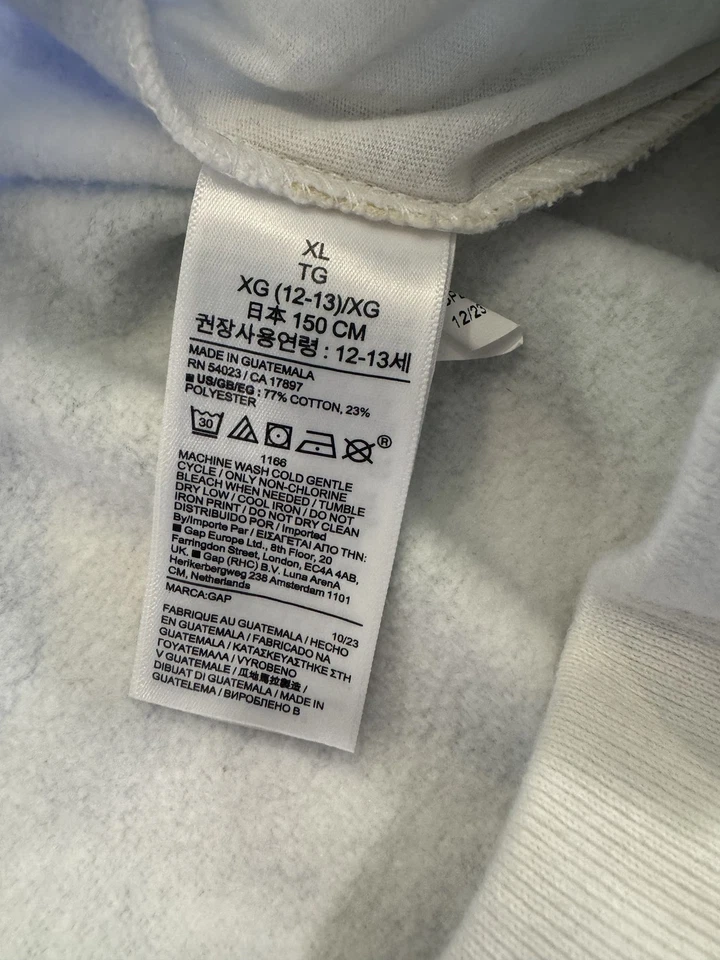 XL
TG
XG (12-13)/XG
日本 150 CM
권장사용연령 : 12-13세
MADE IN GUATEMALA
RN 54023 / CA 17897
■ US/GB/EG : 77% COTTON, 23%
POLYESTER
30
®
1166
MACHINE WASH COLD GENTLE
CYCLE / ONLY NON-CHLORINE
BLEACH WHEN NEEDED / TUMBLE
DRY LOW / COOL IRON / DO NOT
IRON PRINT / DO NOT DRY CLEAN
DISTRIBUIDO POR / Imported
By/Importe Par / ΕΙΣΑΓΕΤΑΙ ΑΠΟ ΤΗΝ:
■ Gap Europe Ltd., 8th Floor, 20
Farringdon Street, London, EC4A 4AB,
UK. ■ Gap (RHC) B.V. Luna ArenA
Herikerbergweg 238 Amsterdam 1101
CM, Netherlands
MARCA:GAP
10/23
FABRIQUE AU GUATEMALA / HECHO
EN GUATEMALA / FABRICADO NA
GUATEMALA / ΚΑΤΑΣΚΕΥΑΣΤΗΚΕ ΣΤΗ
ΓΟΥΑΤΕΜΑΛΑ / VYROBENO
V GUATEMALE / 瓜地馬拉製造 /
DIBUAT DI GUATEMALA / MADE IN
GUATELEMA / ВИРОБЛЕНО В
12/23